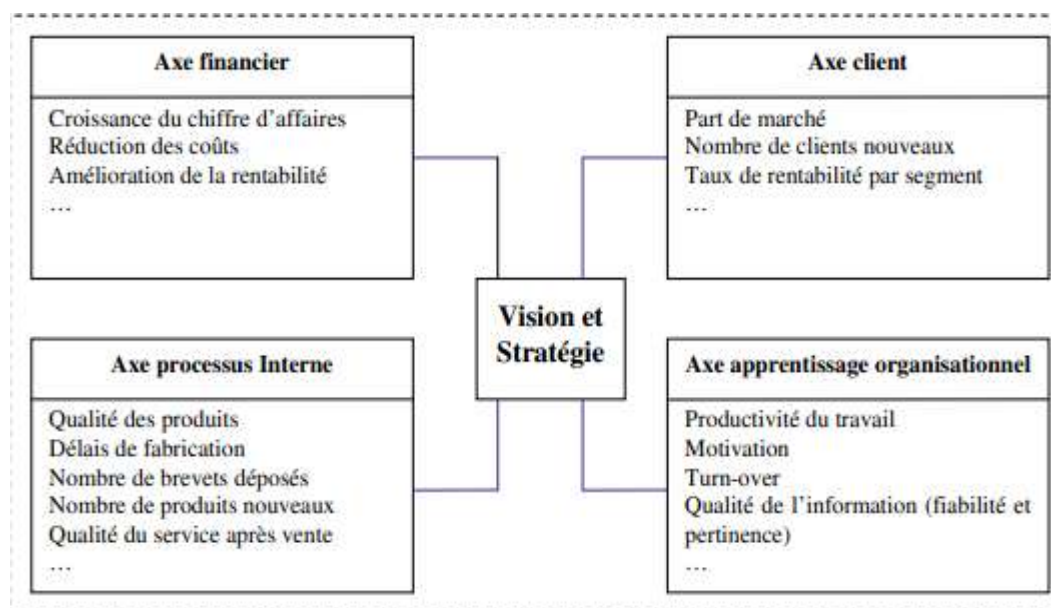 Axe financier
Croissance du chiffre d'affaires
Réduction des coûts
Amélioration de la rentabilité
…
Axe client
Part de marché
Nombre de clients nouveaux
Taux de rentabilité par segment
…
Vision et
Stratégie
Axe processus Interne
Qualité des produits
Délais de fabrication
Nombre de brevets déposés
Nombre de produits nouveaux
Qualité du service après vente
…
Axe apprentissage organisationnel
Productivité du travail
Motivation
Turn-over
Qualité de l'information (fiabilité et
pertinence)
…